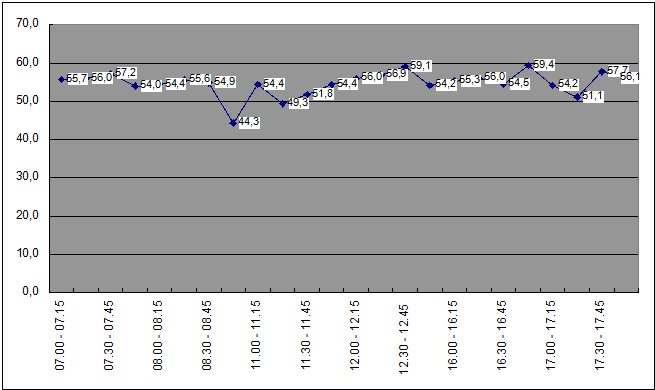 70,0
60,0
50,0
40,0
30,0
20,0
10,0
0,0
55,7
56,0
57,2
54,0
54,4
55,6
54,9
44,3
54,4
49,3
51,8
54,4
56,0
56,9
59,1
54,2
55,3
56,0
54,5
59,4
54,2
51,1
57,7
56,1
07.00 - 07.15
07.30 - 07.45
08.00 - 08.15
08.30 - 08.45
11.00 - 11.15
11.30 - 11.45
12.00 - 12.15
12.30 - 12.45
16.00 - 16.15
16.30 - 16.45
17.00 - 17.15
17.30 - 17.45